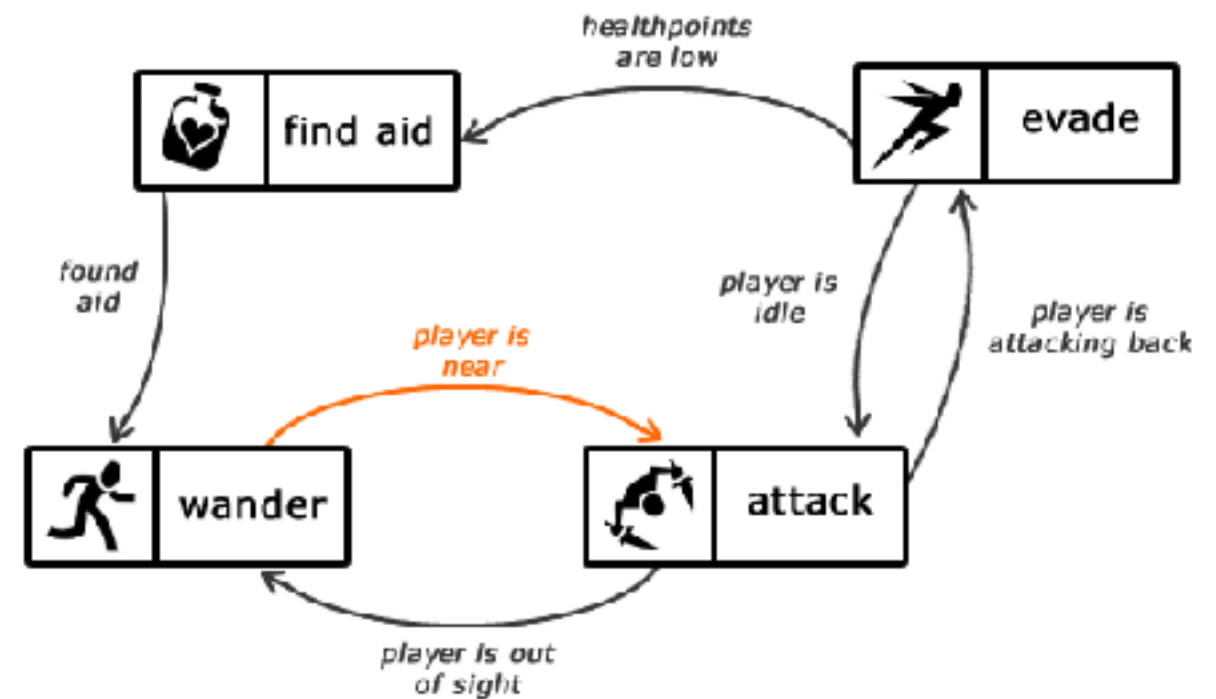 healthpoints
are low
find aid
evade
found
aid
player is
idle
player is
attacking back
player is
near
wander
attack
player is out
of sight